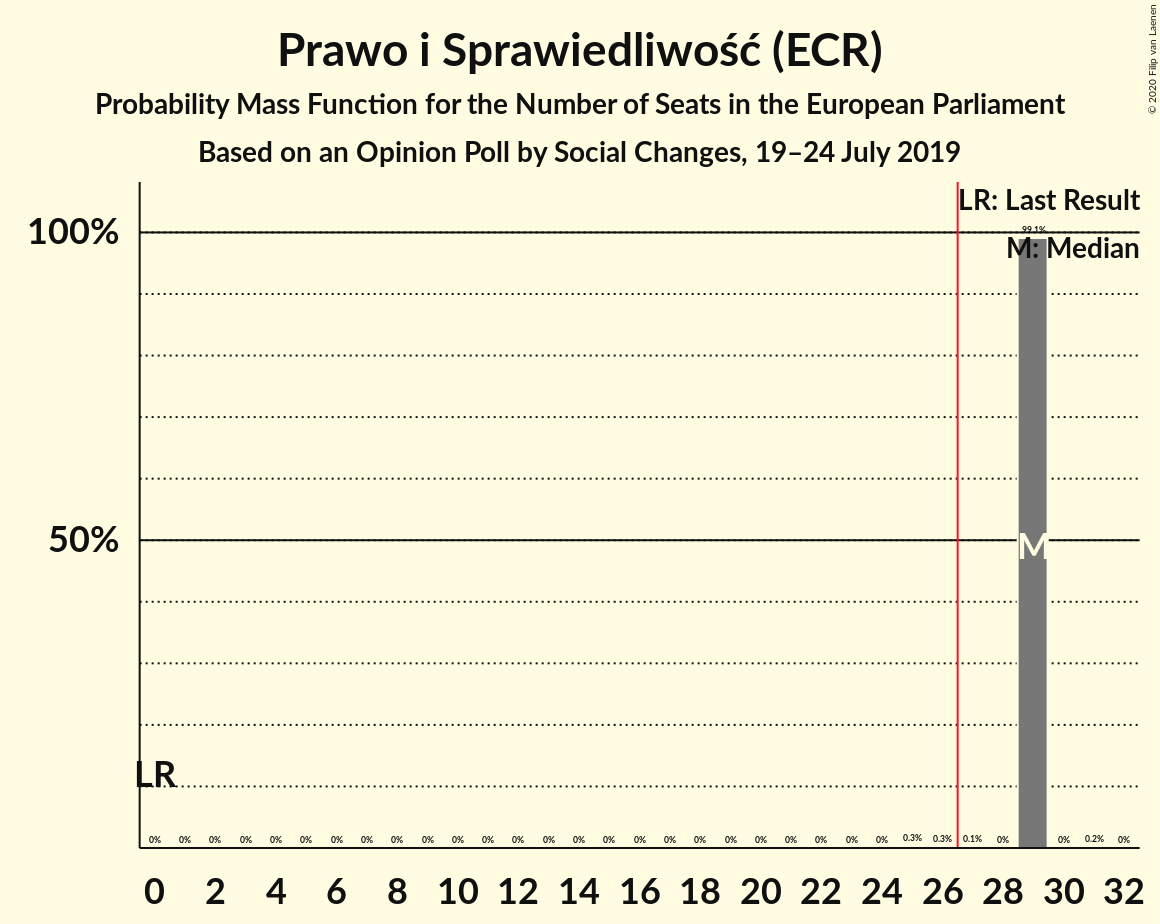 Prawo i Sprawiedliwość (ECR)
Probability Mass Function for the Number of Seats in the European Parliament
Based on an Opinion Poll by Social Changes, 19–24 July 2019
© 2020 Filip van Laenen
LR: Last Result
M: Median
100%
99.1%
50%
M
LR
0% 0% 0% 0% 0% 0% 0% 0% 0% 0% 0% 0% 0% 0% 0% 0% 0% 0% 0% 0% 0% 0% 0% 0% 0% 0.3% 0.3% 0.1% 0% 0% 0.2% 0%
0 2 4 6 8 10 12 14 16 18 20 22 24 26 28 30 32